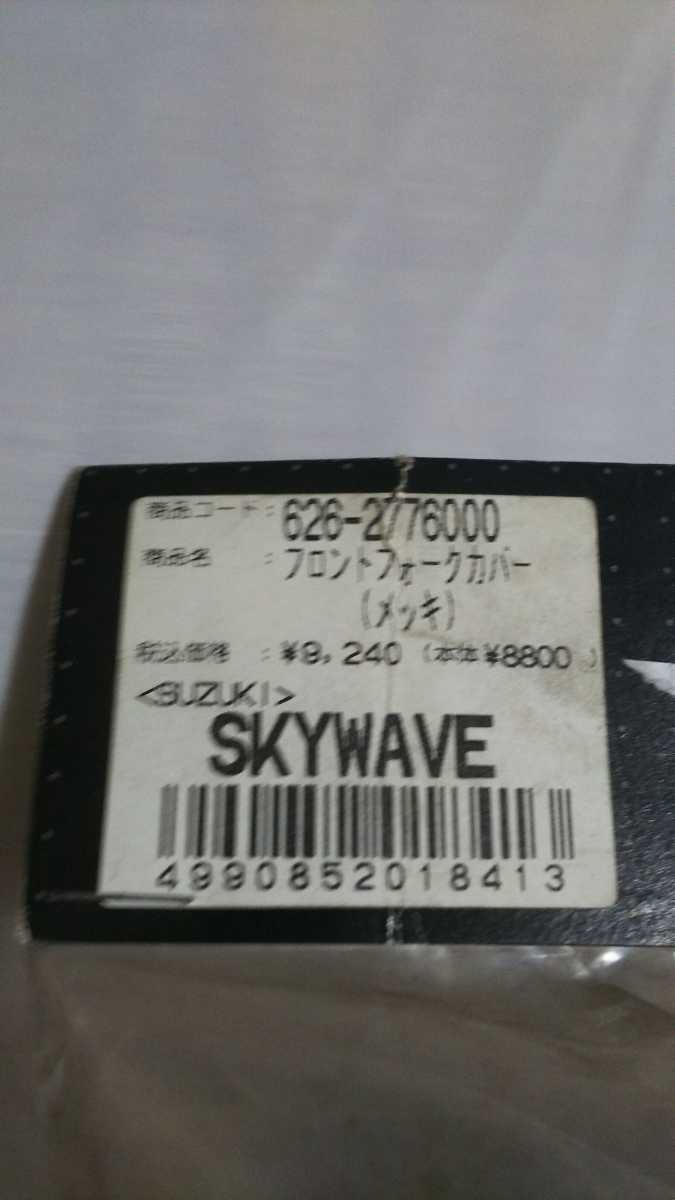 商品コード：626-2776000
商品名　：フロントフォークカバー
（メッキ）
税込価格　：¥9,240（本体¥8800）
<SUZUKI>
SKYWAVE
4990852018413